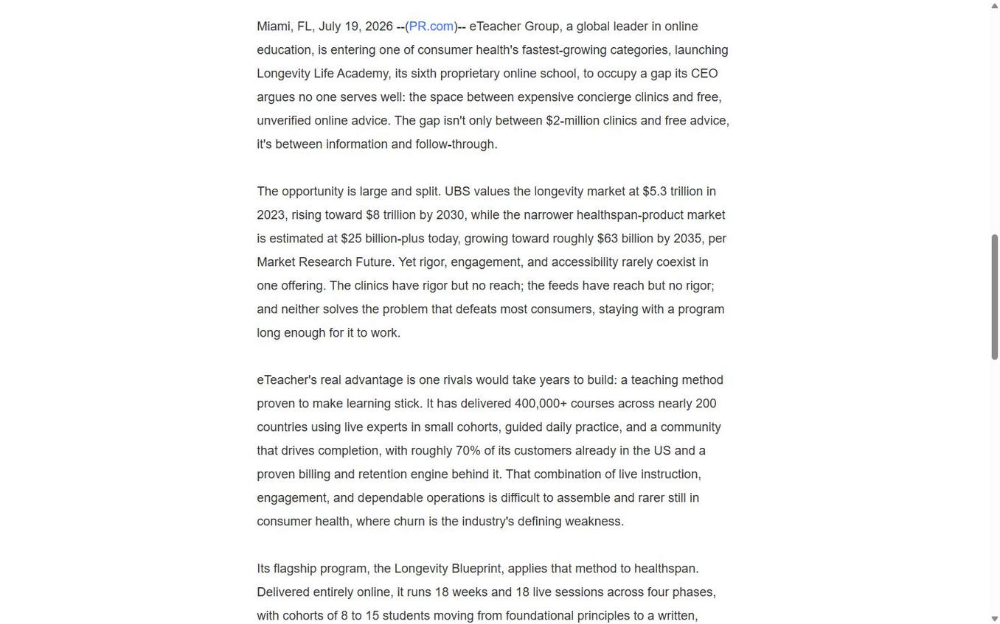 Miami, FL, July 19, 2026 --(PR.com)-- eTeacher Group, a global leader in online
education, is entering one of consumer health's fastest-growing categories, launching
Longevity Life Academy, its sixth proprietary online school, to occupy a gap its CEO
argues no one serves well: the space between expensive concierge clinics and free,
unverified online advice. The gap isn't only between $2-million clinics and free advice,
it's between information and follow-through.
The opportunity is large and split. UBS values the longevity market at $5.3 trillion in
2023, rising toward $8 trillion by 2030, while the narrower healthspan-product market
is estimated at $25 billion-plus today, growing toward roughly $63 billion by 2035, per
Market Research Future. Yet rigor, engagement, and accessibility rarely coexist in
one offering. The clinics have rigor but no reach; the feeds have reach but no rigor;
and neither solves the problem that defeats most consumers, staying with a program
long enough for it to work.
eTeacher's real advantage is one rivals would take years to build: a teaching method
proven to make learning stick. It has delivered 400,000+ courses across nearly 200
countries using live experts in small cohorts, guided daily practice, and a community
that drives completion, with roughly 70% of its customers already in the US and a
proven billing and retention engine behind it. That combination of live instruction,
engagement, and dependable operations is difficult to assemble and rarer still in
consumer health, where churn is the industry's defining weakness.
Its flagship program, the Longevity Blueprint, applies that method to healthspan.
Delivered entirely online, it runs 18 weeks and 18 live sessions across four phases,
with cohorts of 8 to 15 students moving from foundational principles to a written,